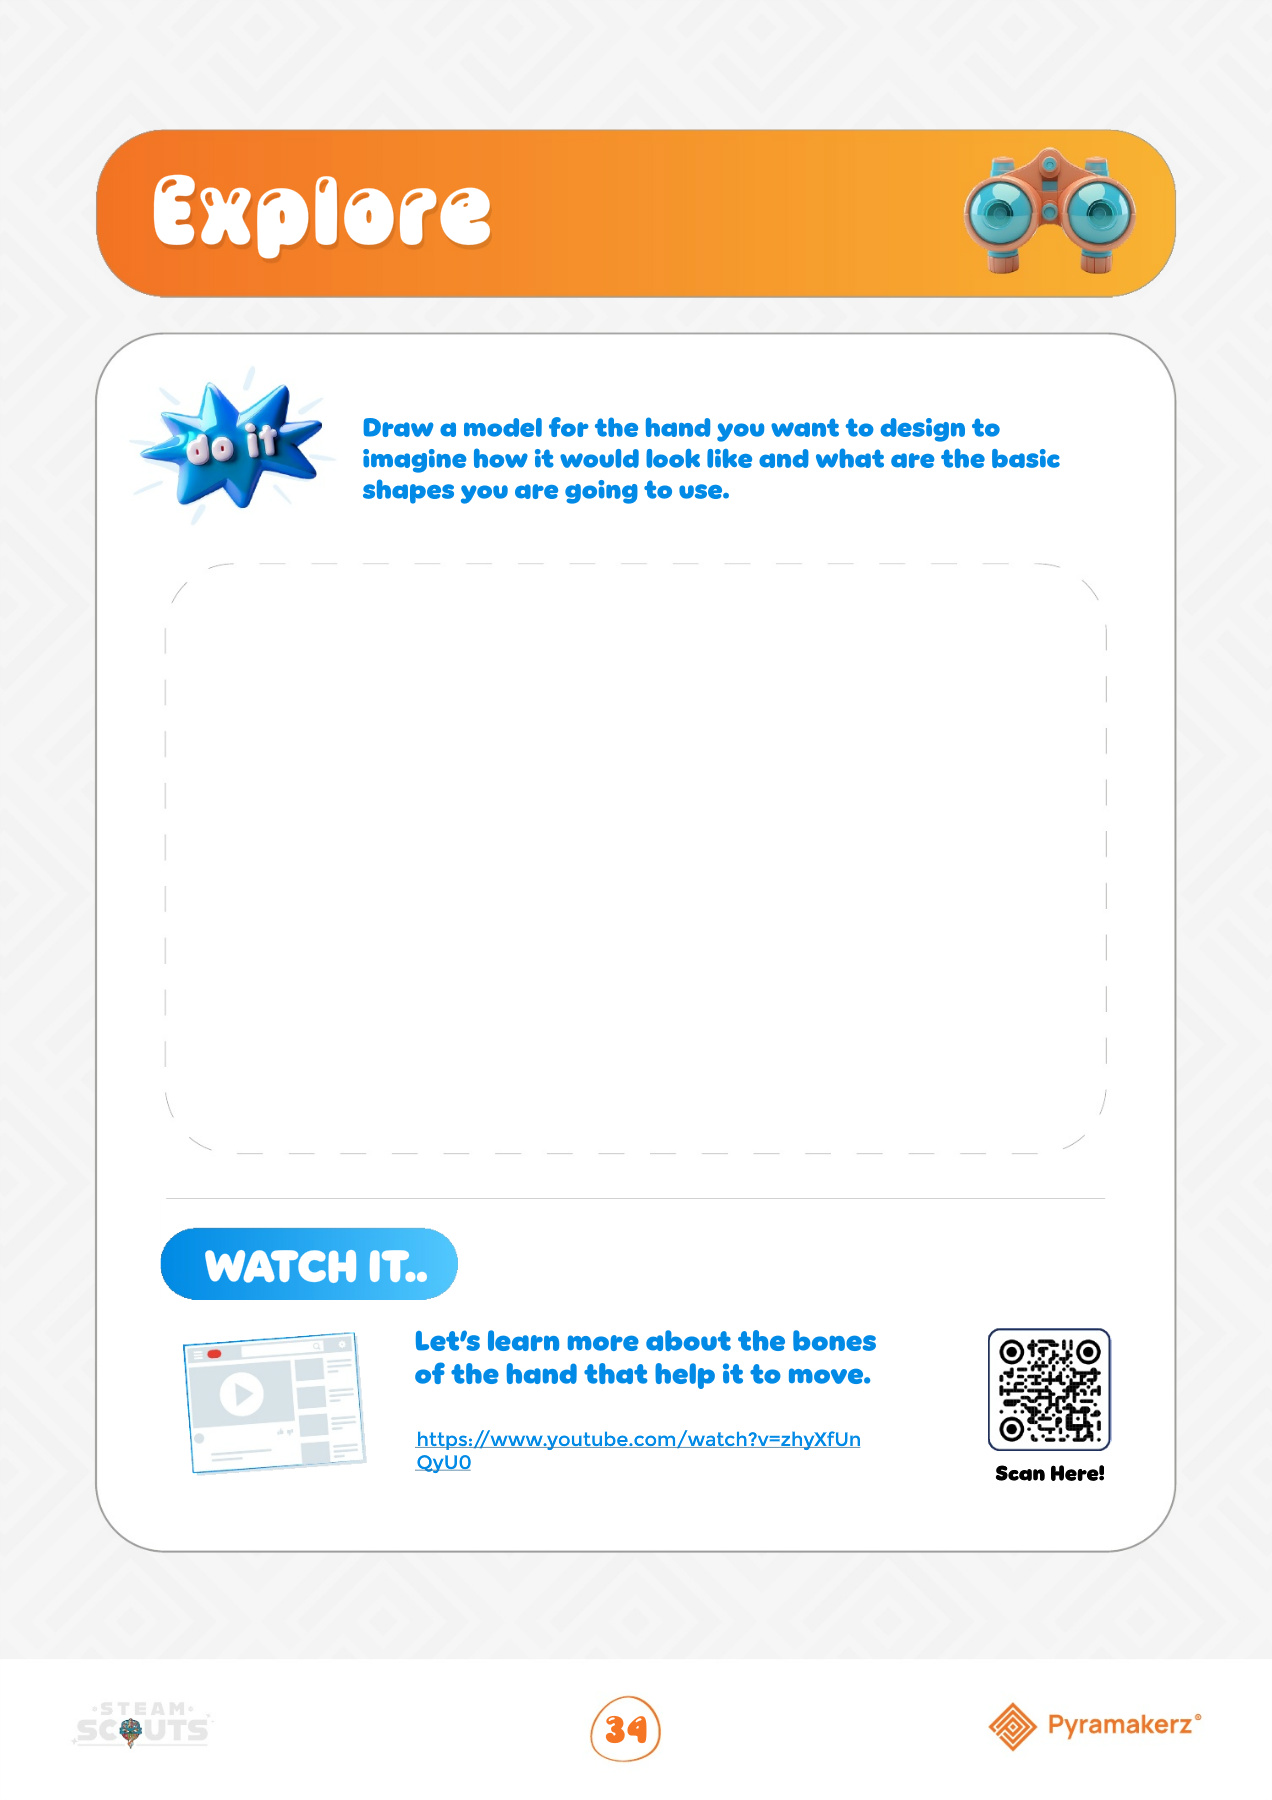 Explore
do it
Draw a model for the hand you want to design to
imagine how it would look like and what are the basic
shapes you are going to use.
WATCH IT..
Let's learn more about the bones
of the hand that help it to move.
https://www.youtube.com/watch?v=zhyXfUn
QyU0
Scan Here!
STEAM
SCOUTS
34
Pyramakerz®